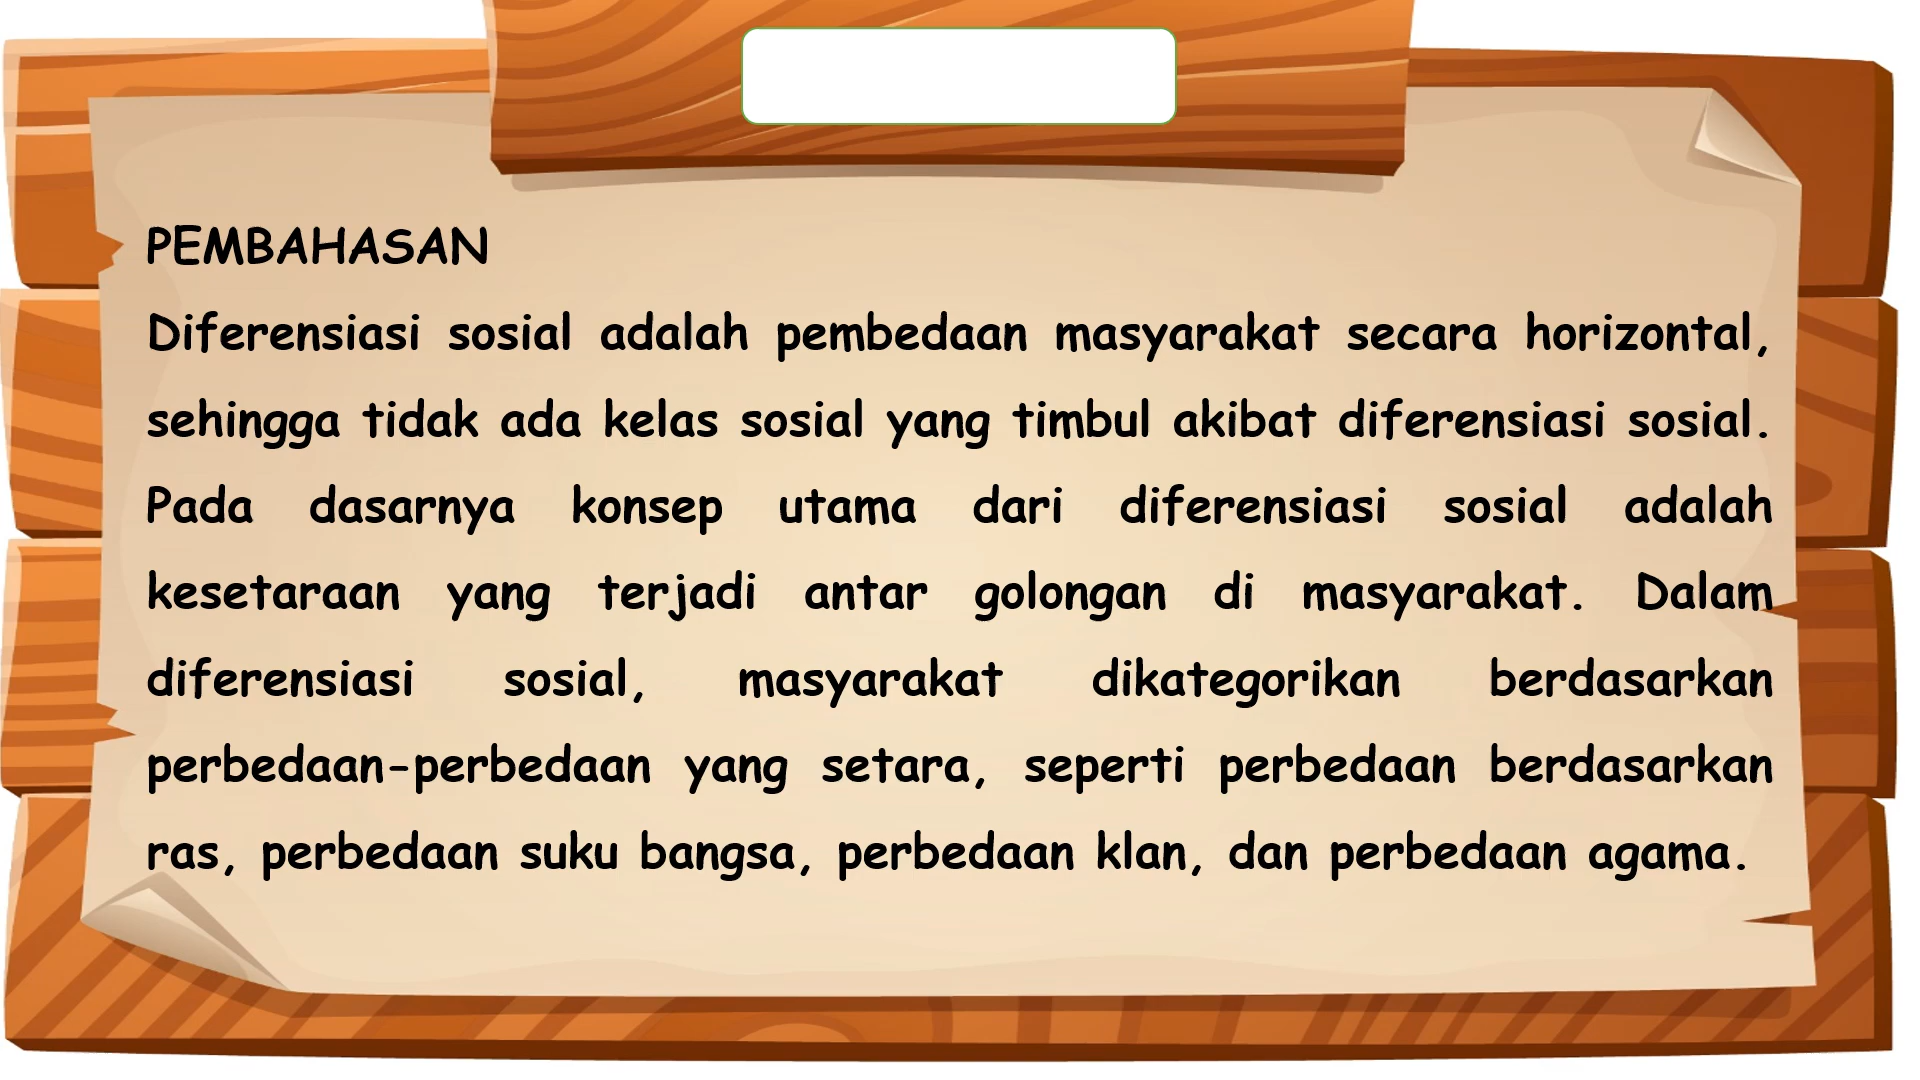 PEMBAHASAN
Diferensiasi sosial adalah pembedaan masyarakat secara horizontal,
sehingga tidak ada kelas sosial yang timbul akibat diferensiasi sosial.
Pada dasarnya konsep utama dari diferensiasi sosial adalah
kesetaraan yang terjadi antar golongan di masyarakat. Dalam
diferensiasi sosial, masyarakat dikategorikan berdasarkan
perbedaan-perbedaan yang setara, seperti perbedaan berdasarkan
ras, perbedaan suku bangsa, perbedaan klan, dan perbedaan agama.